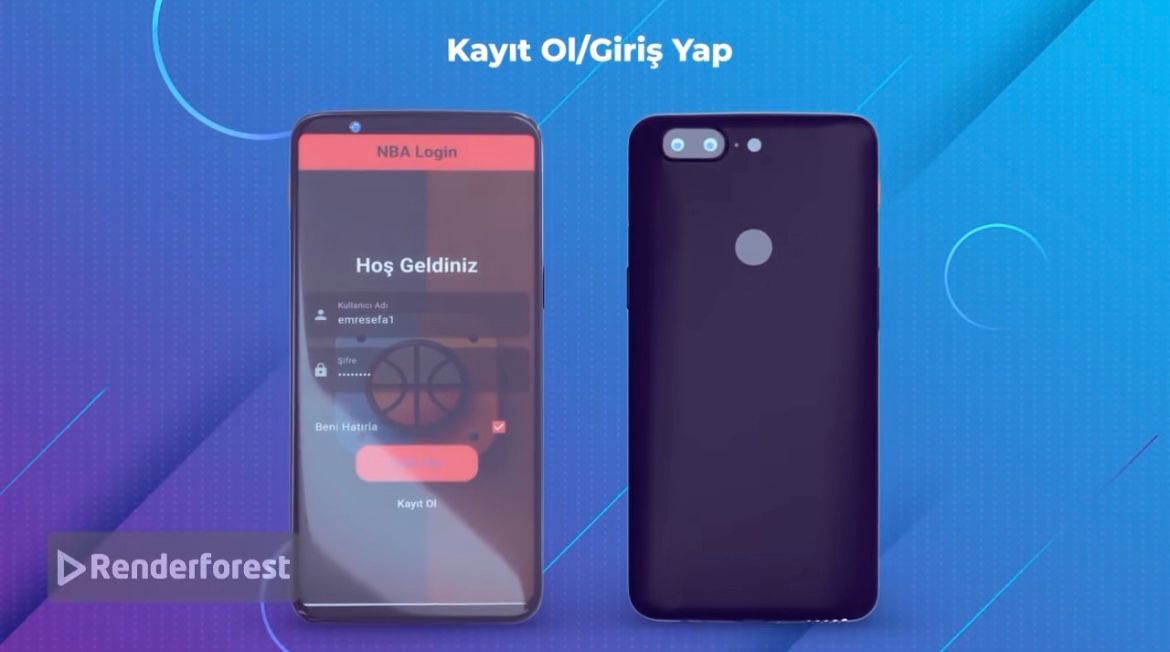 Kayıt Ol/Giriş Yap
NBA Login
Hoş Geldiniz
Kullanıcı Adı
emresefa1
Şifre
••••••••
Beni Hatırla
Kayıt Ol
Renderforest